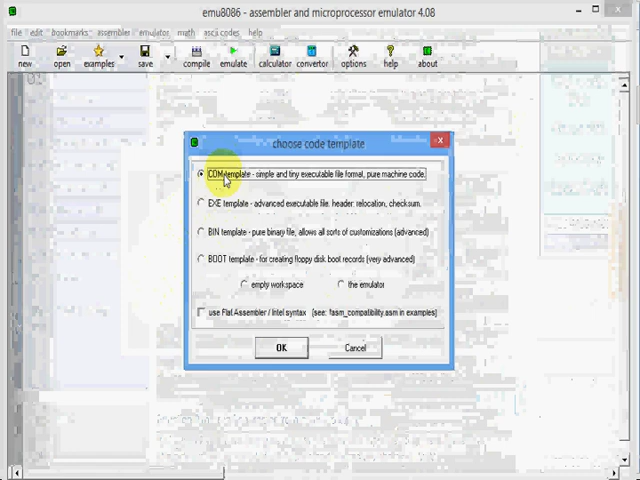 emu8086 - assembler and microprocessor emulator 4.08
file edit bookmarks assembler emulator math ascii codes help
new open examples save compile emulate calculator convertor options help about
01
choose code template
COM template - simple and tiny executable file format, pure machine code.
EXE template - advanced executable file. header: relocation, checksum.
BIN template - pure binary file, allows all sorts of customizations (advanced)
BOOT template - for creating floppy disk boot records (very advanced)
empty workspace the emulator
use Flat Assembler / Intel syntax (see: fasm_compatibility.asm in examples)
OK Cancel